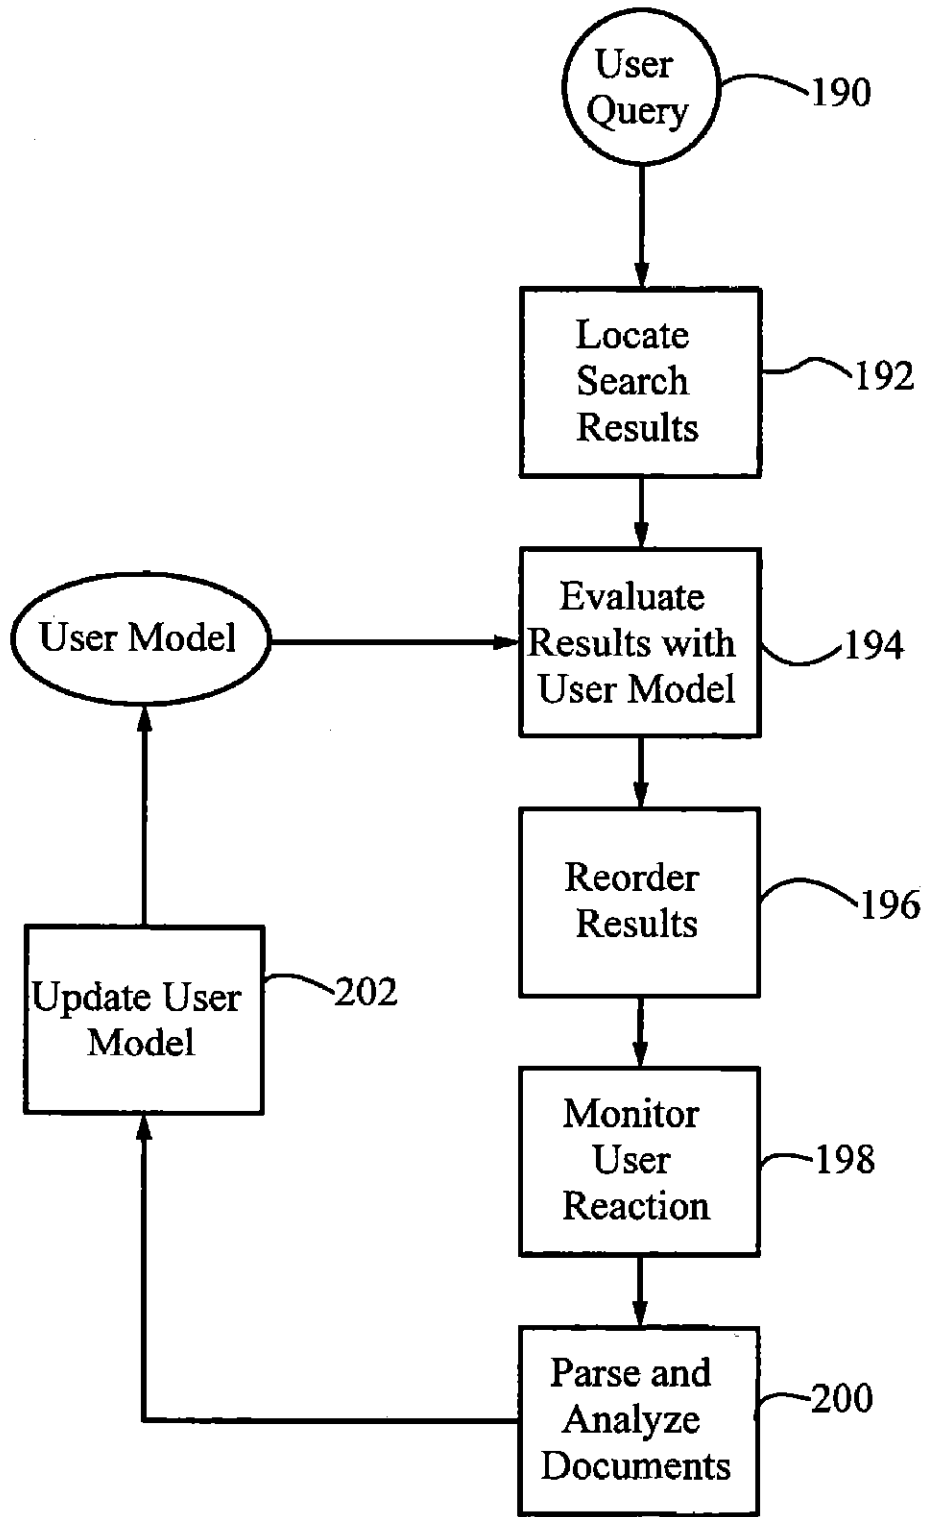 User
Query
190
Locate
Search
Results
192
Evaluate
Results with
User Model
194
User Model
Reorder
Results
196
Update User
Model
202
Monitor
User
Reaction
198
Parse and
Analyze
Documents
200